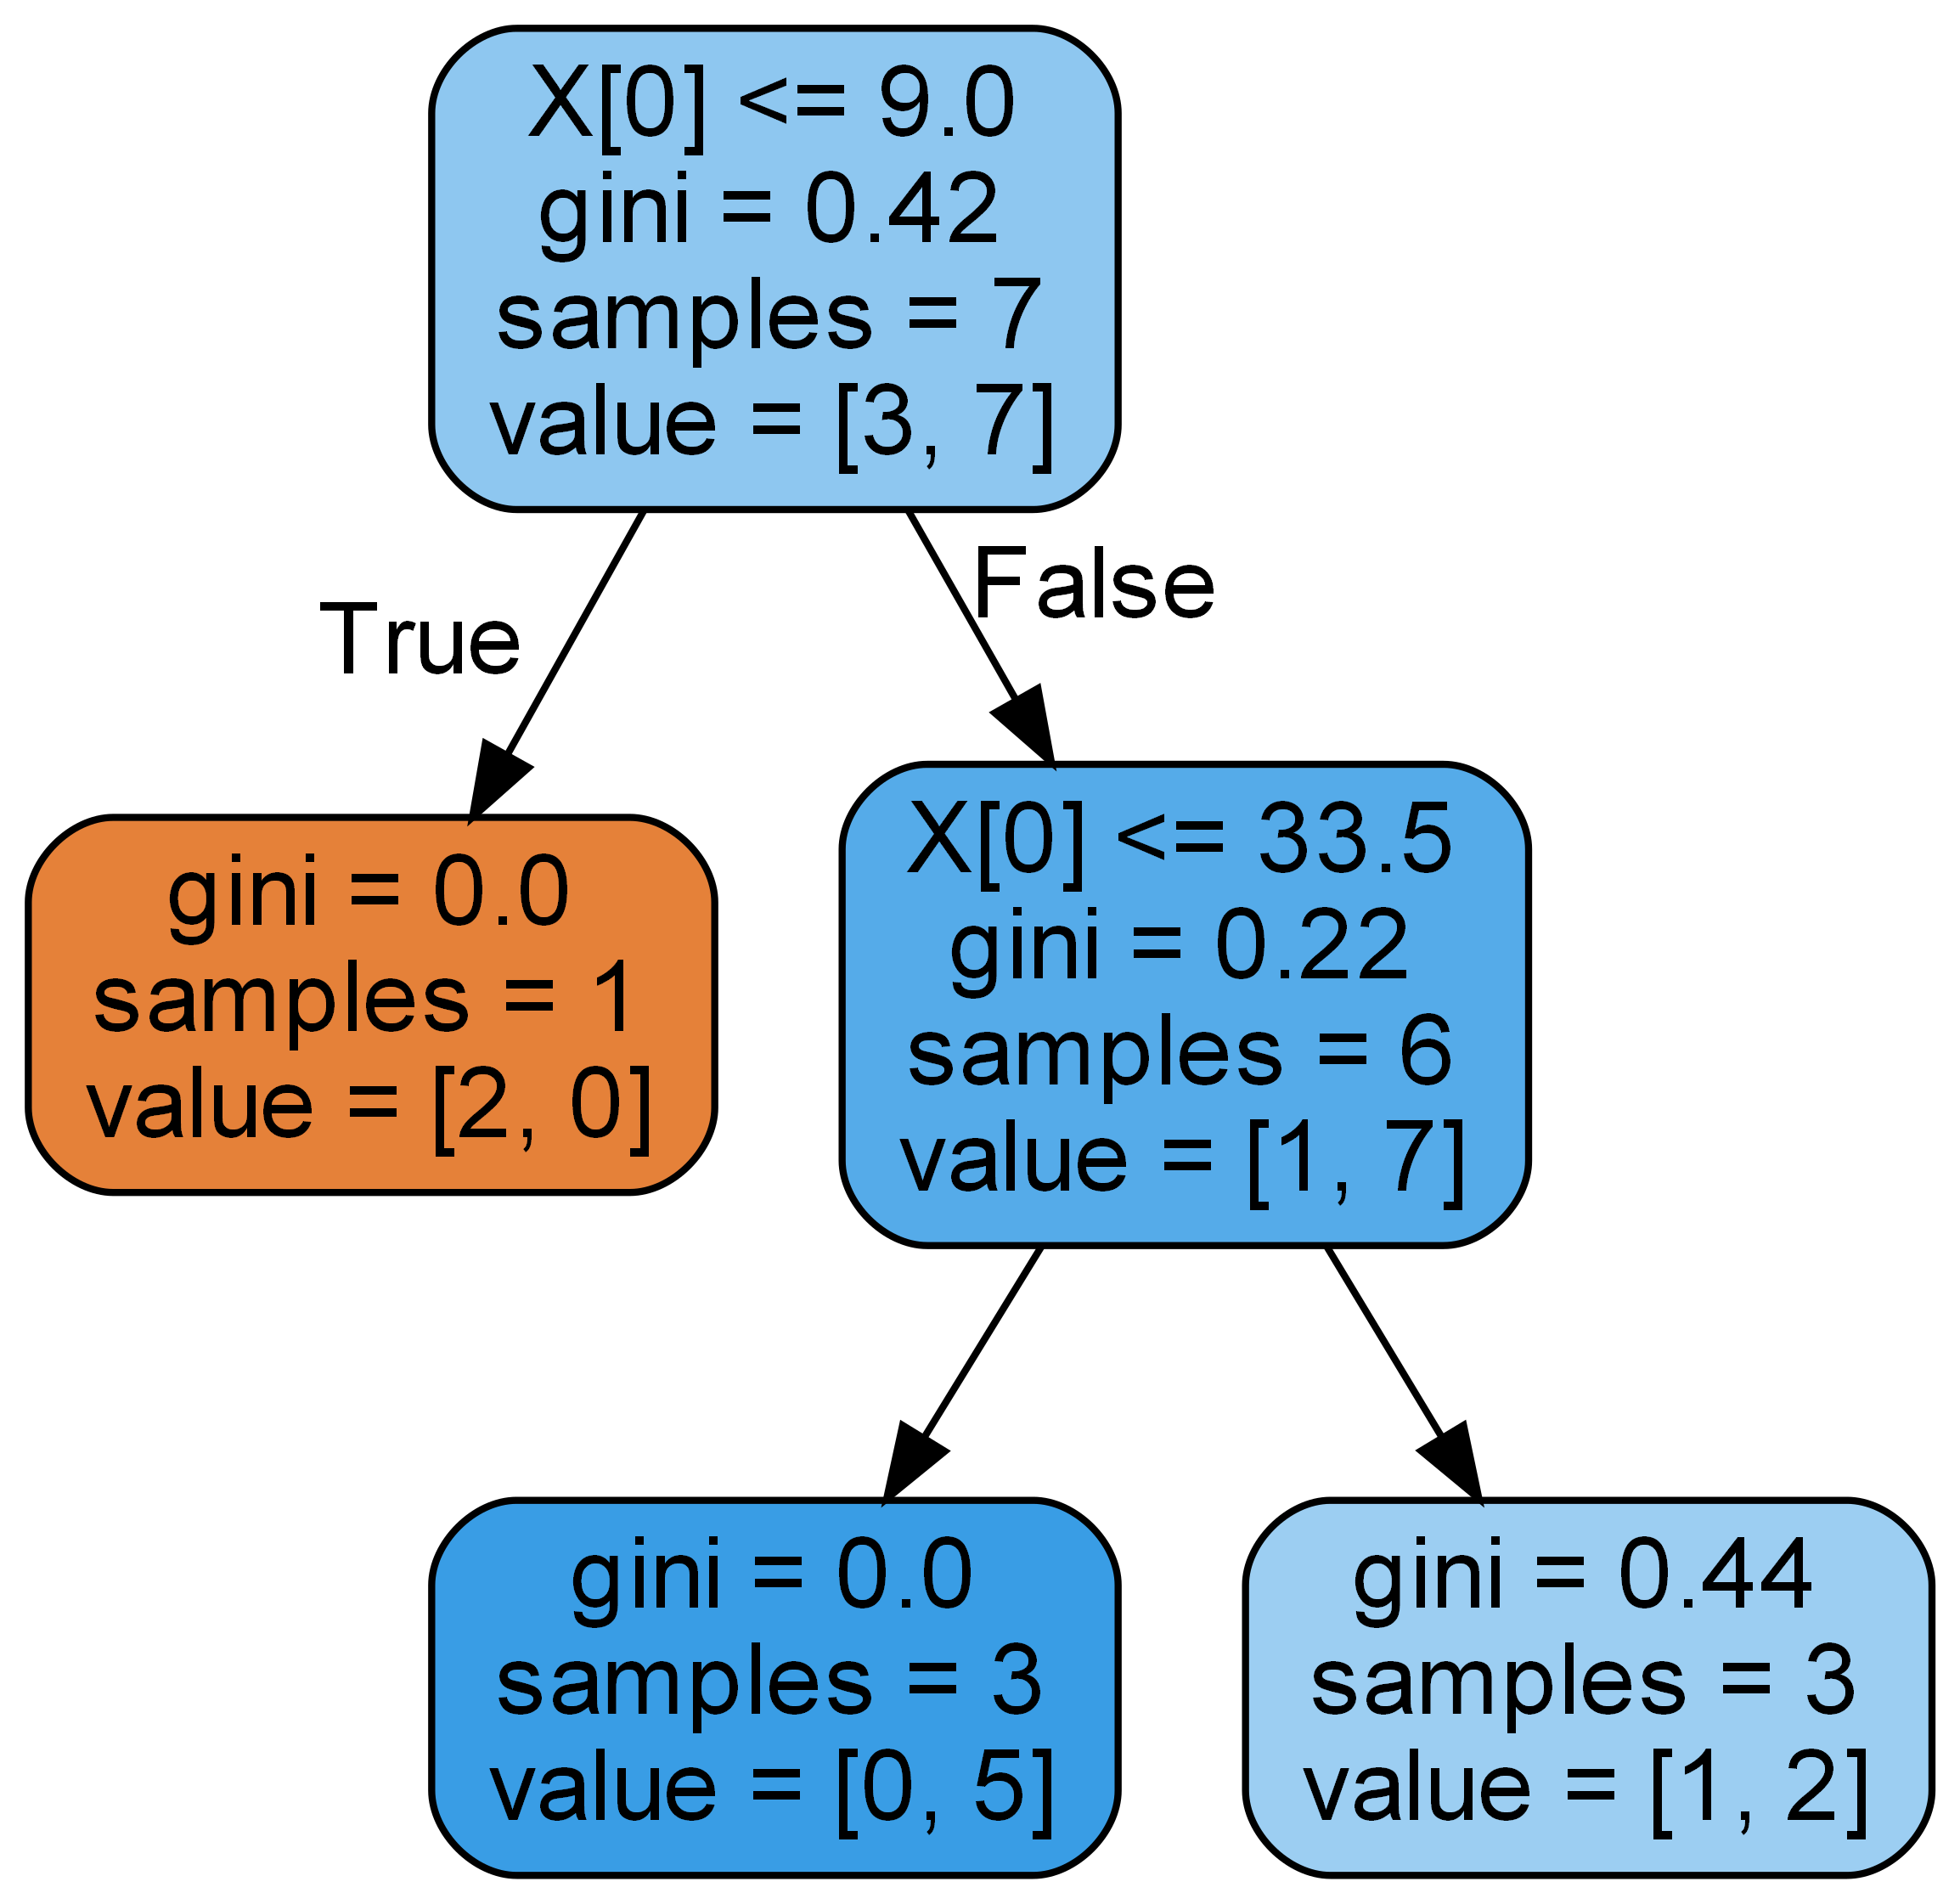 X[0] <= 9.0
gini = 0.42
samples = 7
value = [3, 7]
True
False
gini = 0.0
samples = 1
value = [2, 0]
X[0] <= 33.5
gini = 0.22
samples = 6
value = [1, 7]
gini = 0.0
samples = 3
value = [0, 5]
gini = 0.44
samples = 3
value = [1, 2]